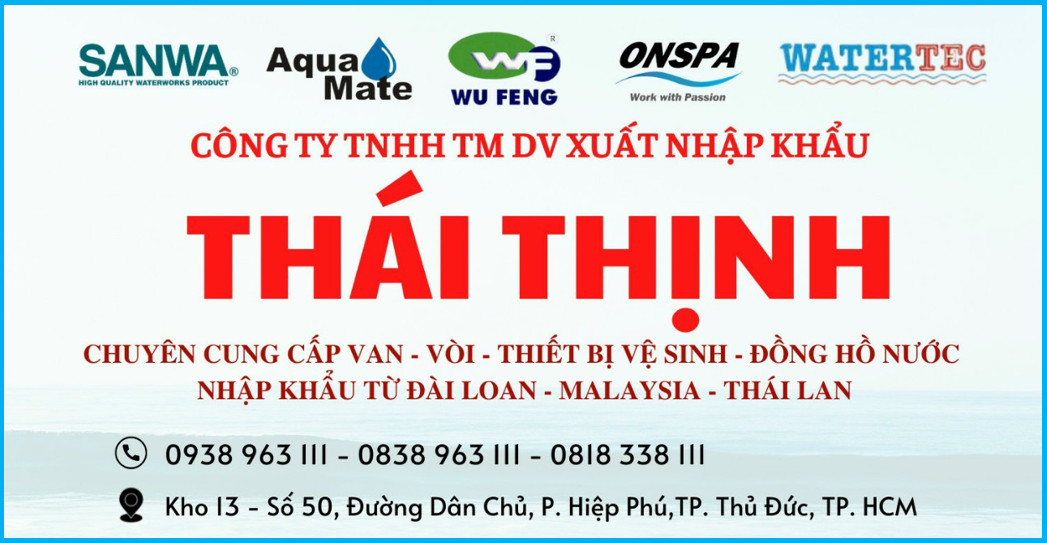 SANWA®
HIGH QUALITY WATERWORKS PRODUCT
Aqua
Mate
WF ®
WU FENG
ONSPA
Work with Passion
WATERTEC
CÔNG TY TNHH TM DV XUẤT NHẬP KHẨU
THÁI THỊNH
CHUYÊN CUNG CẤP VAN - VÒI - THIẾT BỊ VỆ SINH - ĐỒNG HỒ NƯỚC
NHẬP KHẨU TỪ ĐÀI LOAN - MALAYSIA - THÁI LAN
0938 963 111 - 0838 963 111 - 0818 338 111
Kho 13 - Số 50, Đường Dân Chủ, P. Hiệp Phú,TP. Thủ Đức, TP. HCM